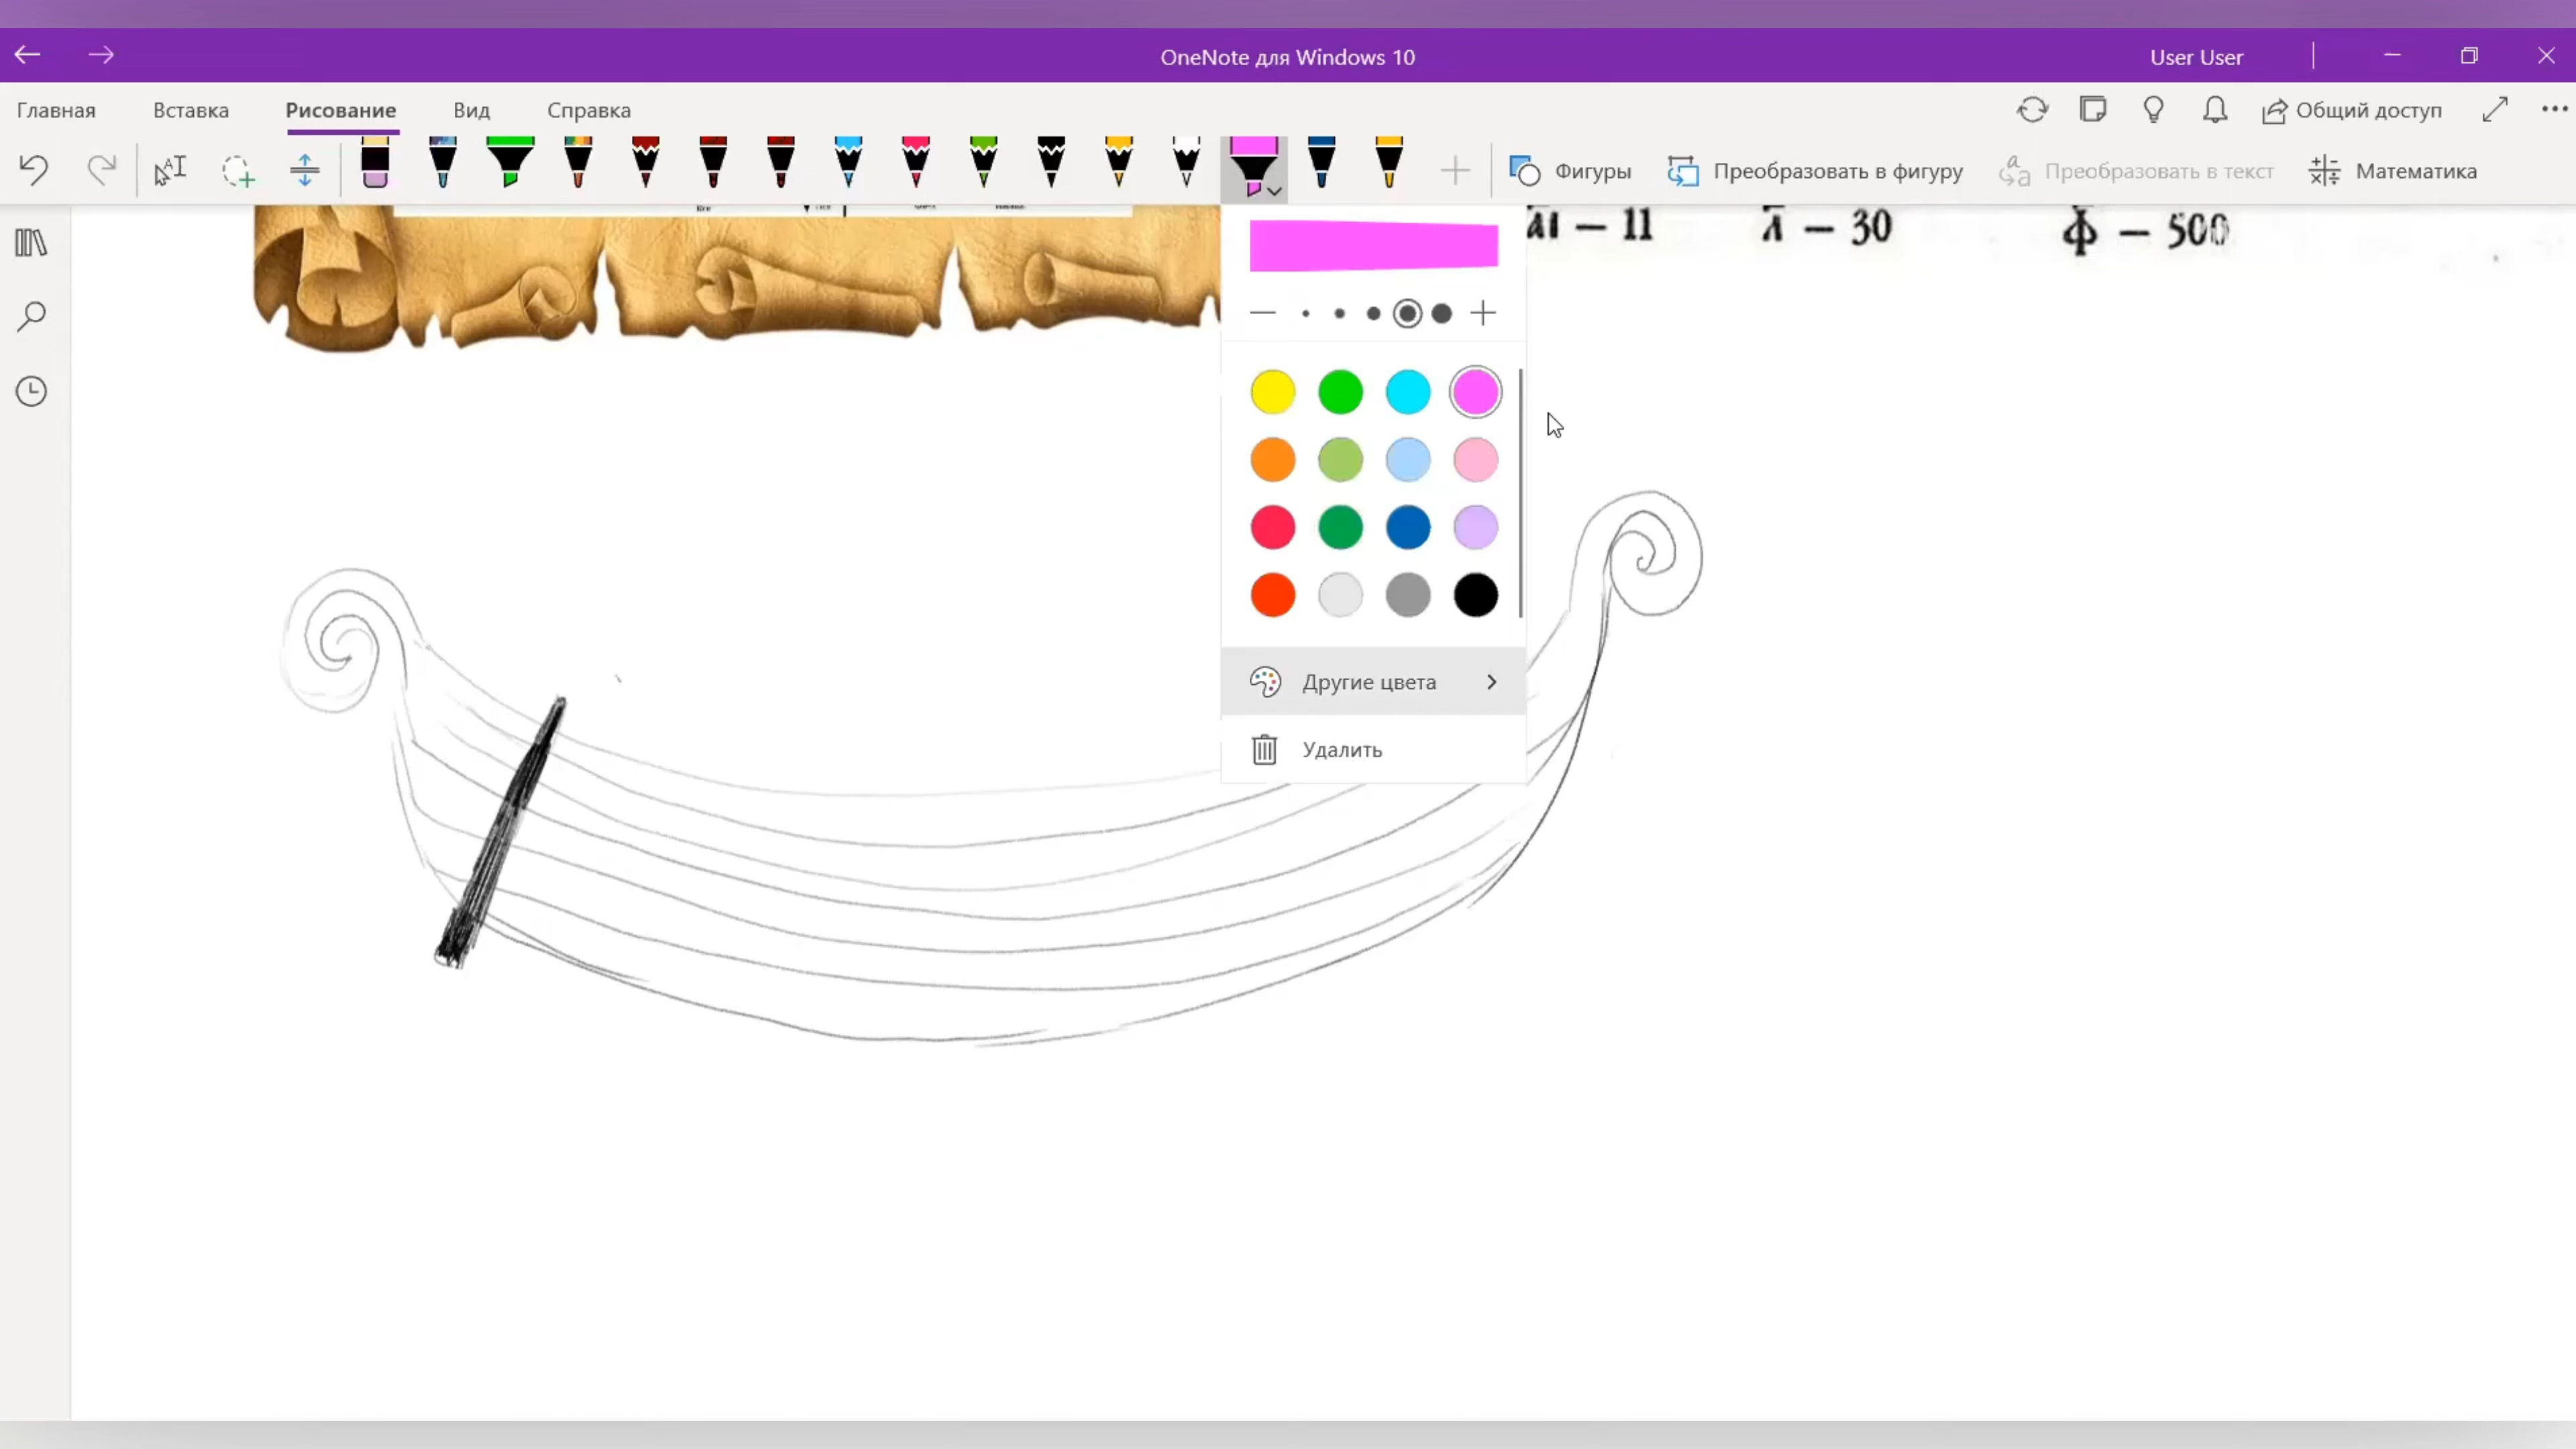 OneNote для Windows 10
User User
Главная Вставка Рисование Вид Справка
Общий доступ
Фигуры Преобразовать в фигуру Преобразовать в текст Математика
аі – 11 л – 30 Ф – 500
Другие цвета
Удалить